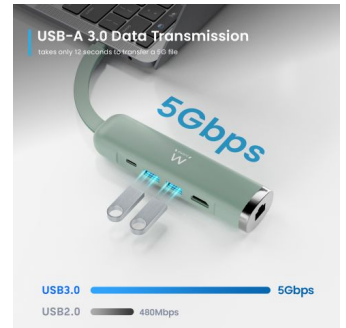 USB-A 3.0 Data Transmission
takes only 12 seconds to transfer a 5G file
5Gbps
USB3.0 5Gbps
USB2.0 480Mbps